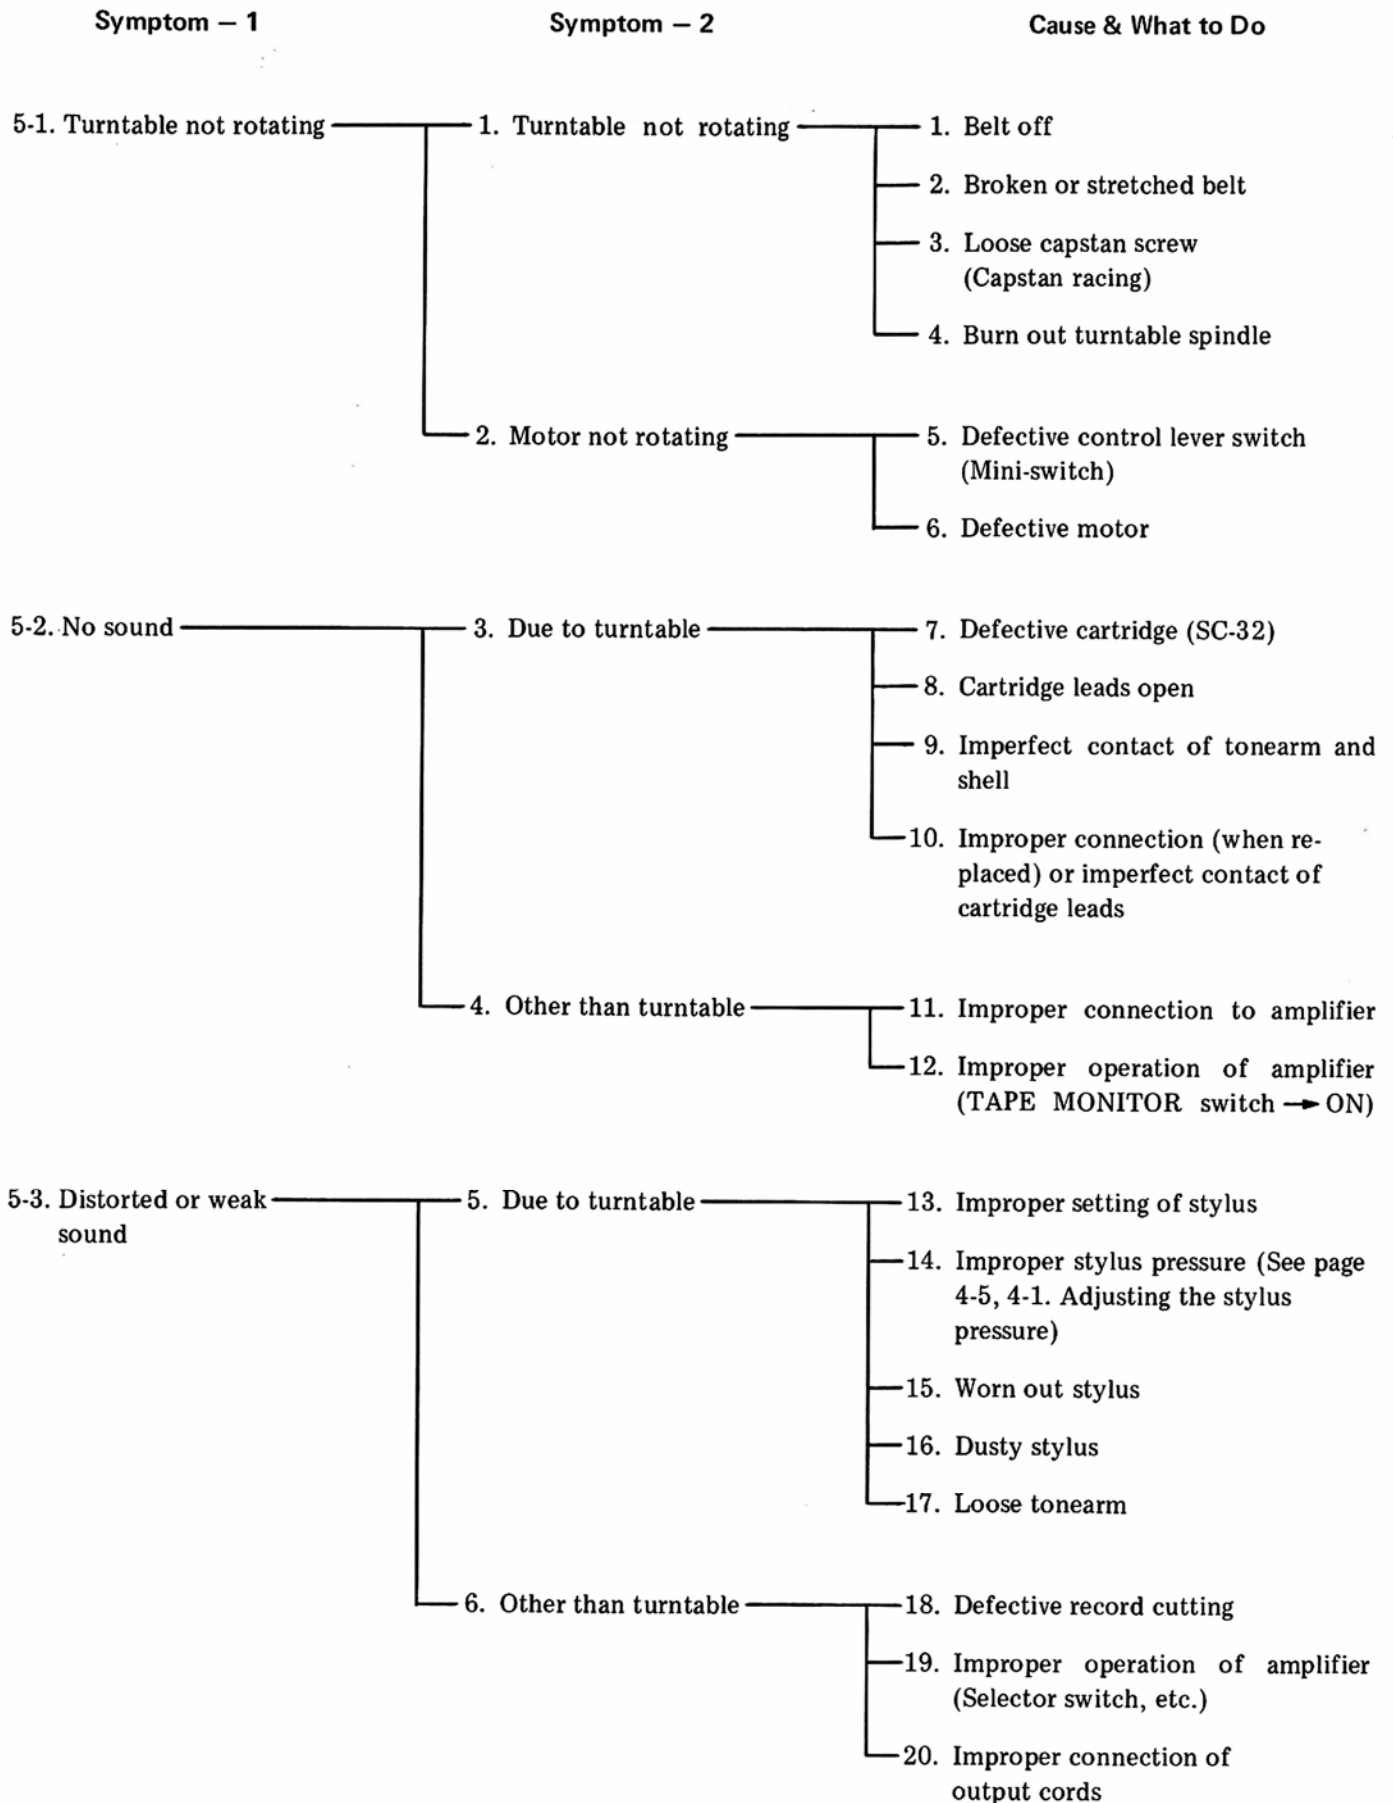 Symptom — 1 Symptom — 2 Cause & What to Do
5-1. Turntable not rotating 1. Turntable not rotating 1. Belt off
2. Broken or stretched belt
3. Loose capstan screw
(Capstan racing)
4. Burn out turntable spindle
2. Motor not rotating 5. Defective control lever switch
(Mini-switch)
6. Defective motor
5-2. No sound 3. Due to turntable 7. Defective cartridge (SC-32)
8. Cartridge leads open
9. Imperfect contact of tonearm and
shell
10. Improper connection (when re-
placed) or imperfect contact of
cartridge leads
4. Other than turntable 11. Improper connection to amplifier
12. Improper operation of amplifier
(TAPE MONITOR switch → ON)
5-3. Distorted or weak 5. Due to turntable 13. Improper setting of stylus
sound
14. Improper stylus pressure (See page
4-5, 4-1. Adjusting the stylus
pressure)
15. Worn out stylus
16. Dusty stylus
17. Loose tonearm
6. Other than turntable 18. Defective record cutting
19. Improper operation of amplifier
(Selector switch, etc.)
20. Improper connection of
output cords